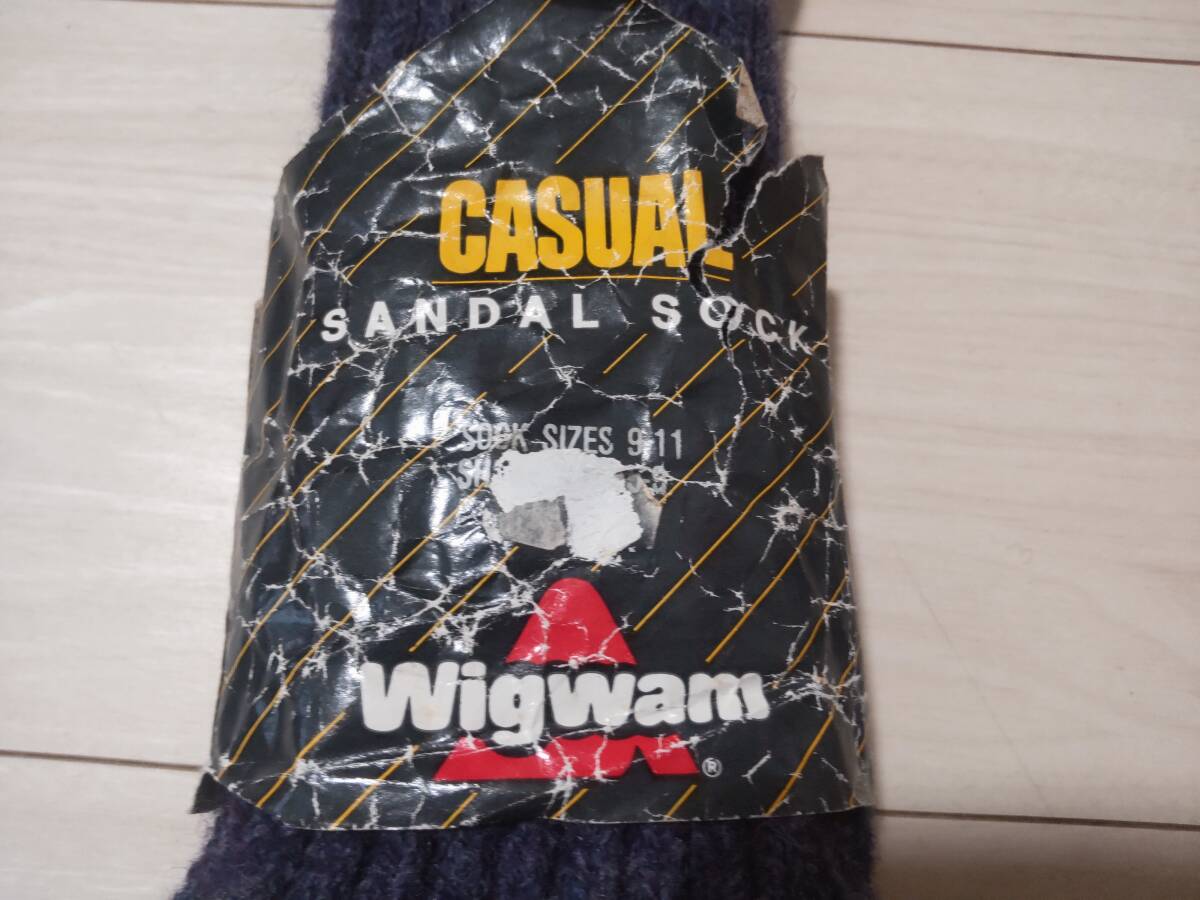 CASUAL
SANDAL SOCK
SOCK SIZES 9-11
Wigwam
®